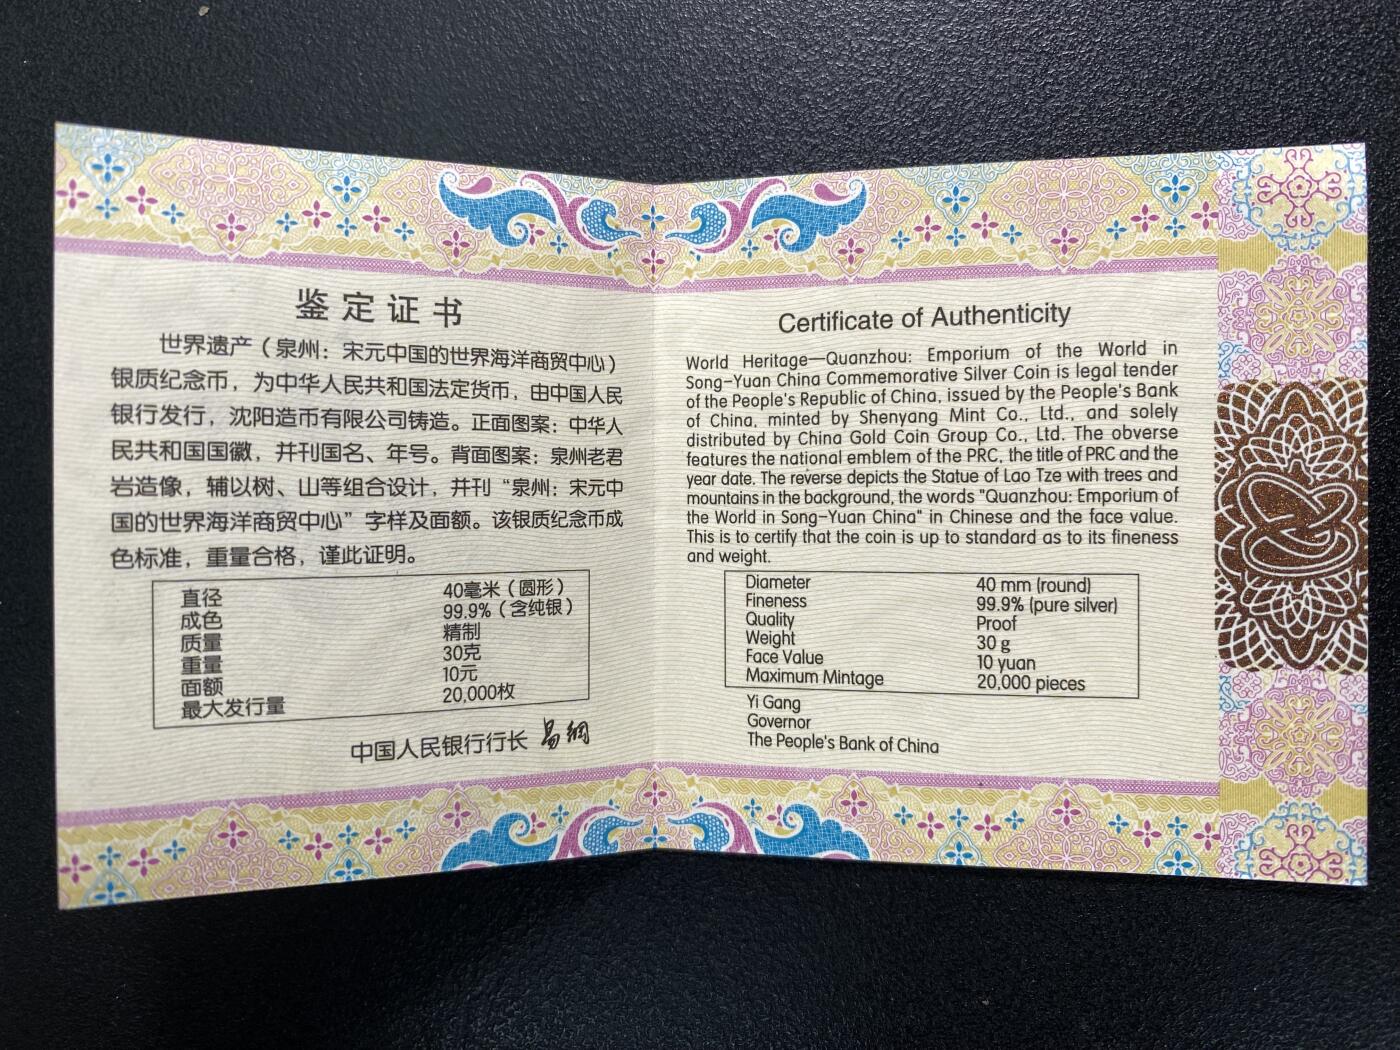 鉴定证书
世界遗产（泉州：宋元中国的世界海洋商贸中心）
银质纪念币，为中华人民共和国法定货币，由中国人民
银行发行，沈阳造币有限公司铸造。正面图案：中华人
民共和国国徽，并刊国名、年号。背面图案：泉州老君
岩造像，辅以树、山等组合设计，并刊“泉州：宋元中
国的世界海洋商贸中心”字样及面额。该银质纪念币成
色标准，重量合格，谨此证明。
直径 40毫米（圆形）
成色 99.9%（含纯银）
质量 精制
重量 30克
面额 10元
最大发行量 20,000枚
中国人民银行行长 易纲
Certificate of Authenticity
World Heritage—Quanzhou: Emporium of the World in
Song-Yuan China Commemorative Silver Coin is legal tender
of the People's Republic of China, issued by the People's Bank
of China, minted by Shenyang Mint Co., Ltd., and solely
distributed by China Gold Coin Group Co., Ltd. The obverse
features the national emblem of the PRC, the title of PRC and the
year date. The reverse depicts the Statue of Lao Tze with trees and
mountains in the background, the words "Quanzhou: Emporium of
the World in Song-Yuan China" in Chinese and the face value.
This is to certify that the coin is up to standard as to its fineness
and weight.
Diameter 40 mm (round)
Fineness 99.9% (pure silver)
Quality Proof
Weight 30 g
Face Value 10 yuan
Maximum Mintage 20,000 pieces
Yi Gang
Governor
The People's Bank of China